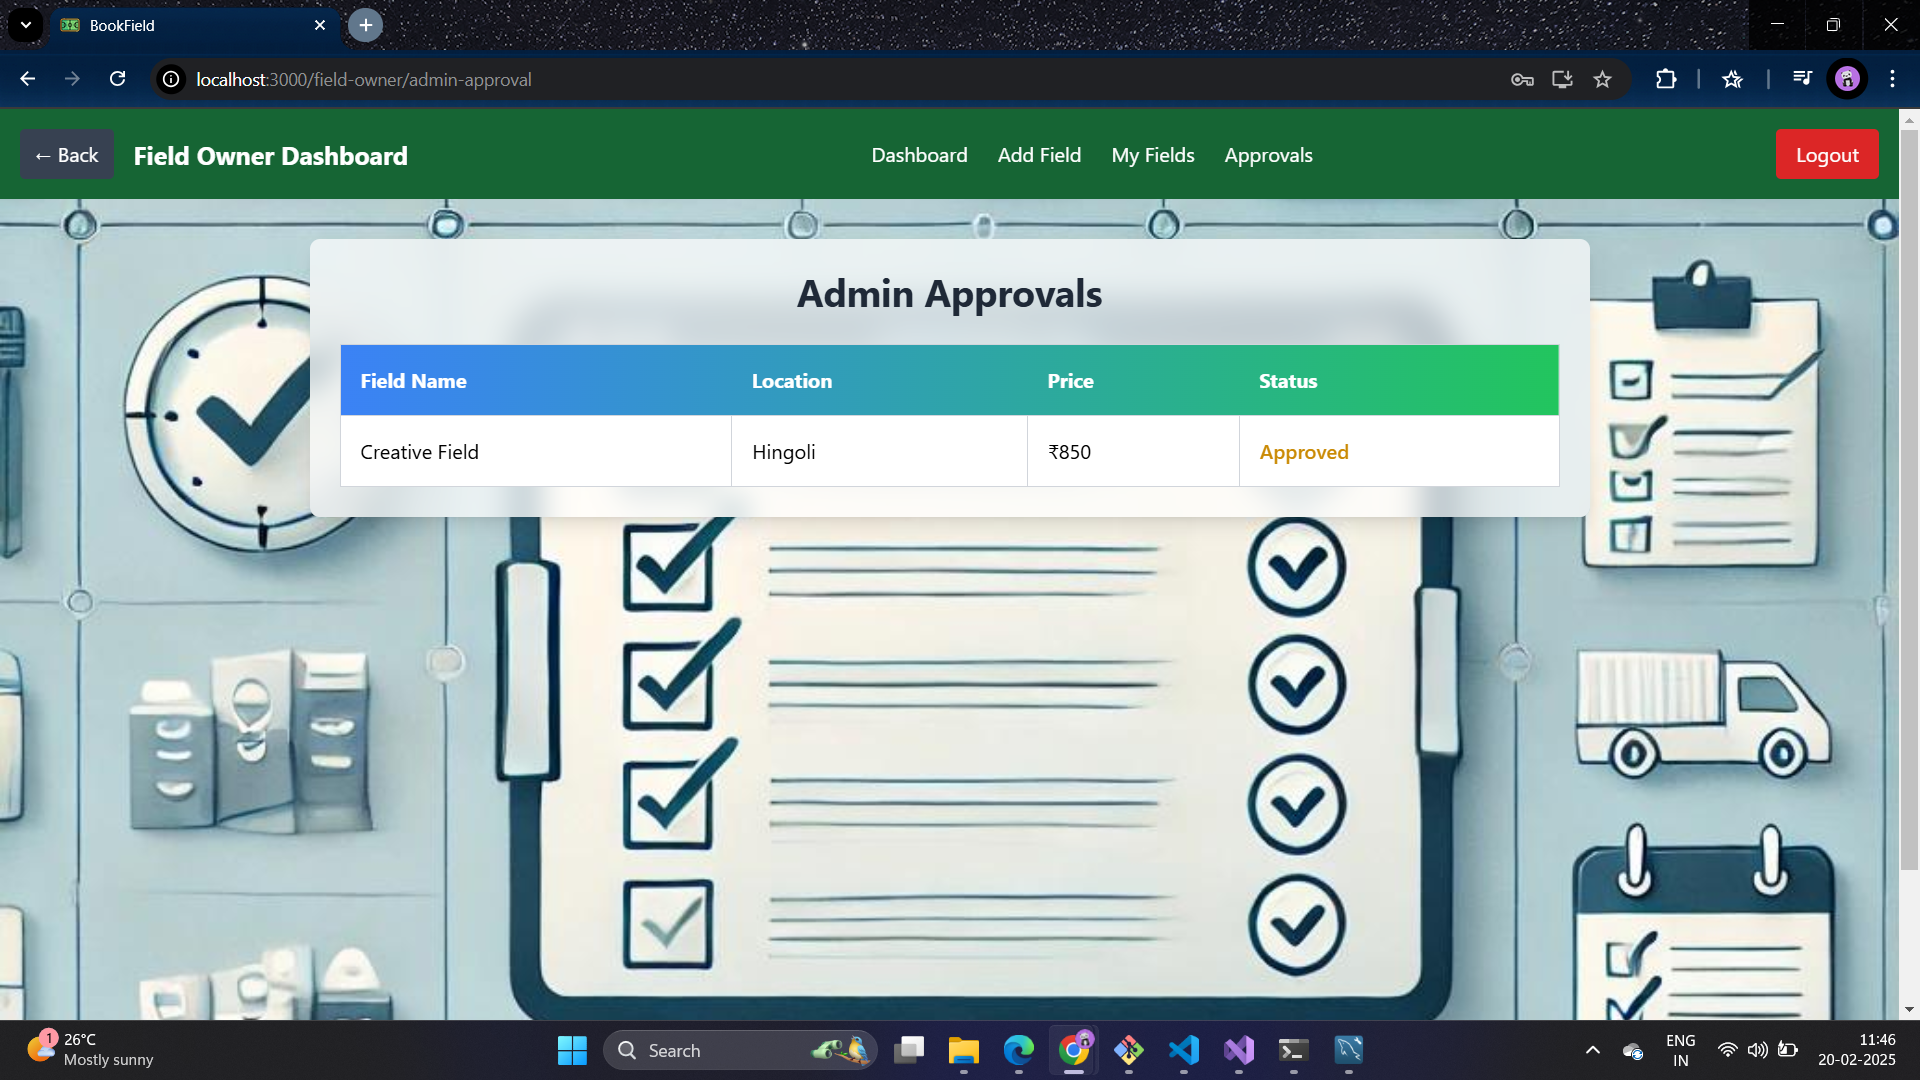 BookField
localhost:3000/field-owner/admin-approval
← Back
Field Owner Dashboard
Dashboard
Add Field
My Fields
Approvals
Logout
Admin Approvals
Field Name Location Price Status
Creative Field Hingoli ₹850 Approved
1
26°C
Mostly sunny
Search
ENG
IN
11:46
20-02-2025